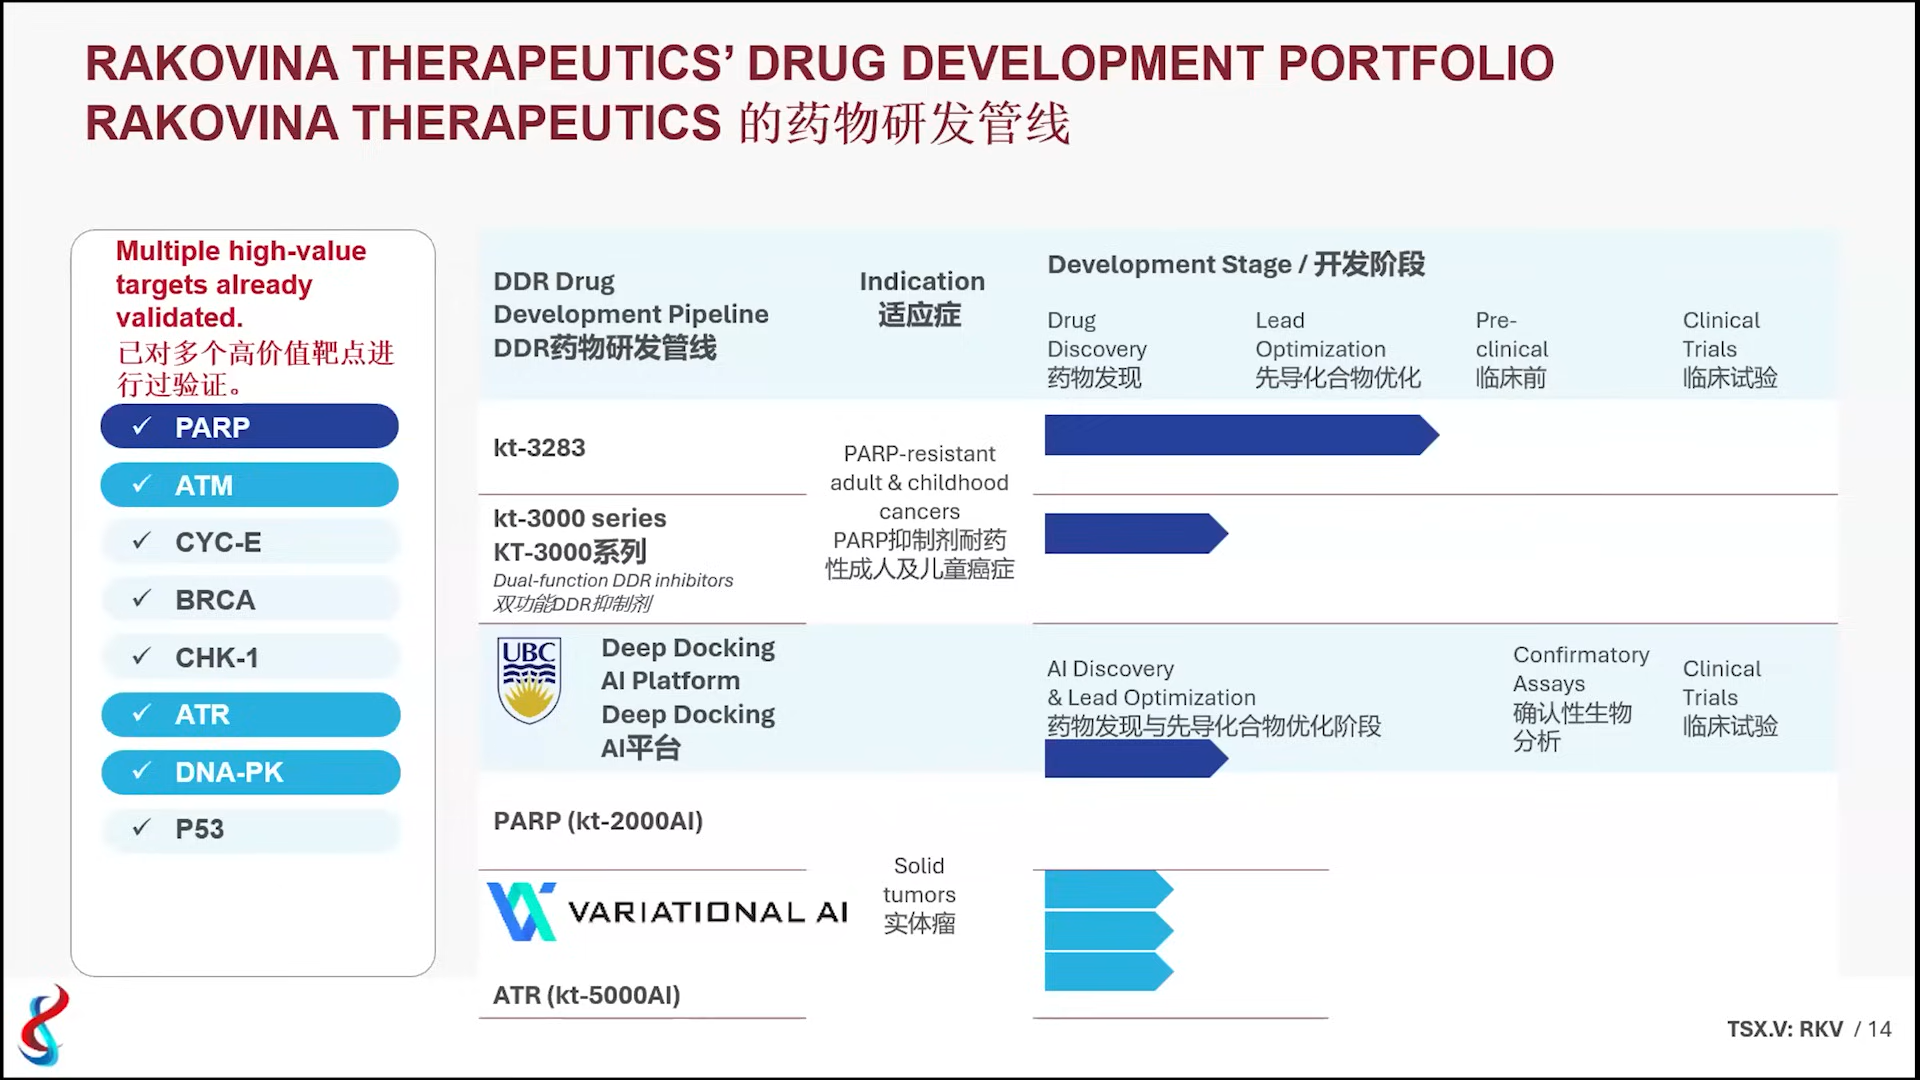 RAKOVINA THERAPEUTICS’ DRUG DEVELOPMENT PORTFOLIO
RAKOVINA THERAPEUTICS 的药物研发管线
Multiple high-value
targets already
validated.
已对多个高价值靶点进
行过验证。
✓ PARP
✓ ATM
✓ CYC-E
✓ BRCA
✓ CHK-1
✓ ATR
✓ DNA-PK
✓ P53
DDR Drug
Development Pipeline
DDR药物研发管线
Indication
适应症
Development Stage / 开发阶段
Drug
Discovery
药物发现
Lead
Optimization
先导化合物优化
Pre-
clinical
临床前
Clinical
Trials
临床试验
kt-3283
kt-3000 series
KT-3000系列
Dual-function DDR inhibitors
双功能DDR抑制剂
PARP-resistant
adult & childhood
cancers
PARP抑制剂耐药
性成人及儿童癌症
UBC
Deep Docking
AI Platform
Deep Docking
AI平台
AI Discovery
& Lead Optimization
药物发现与先导化合物优化阶段
Confirmatory
Assays
确认性生物
分析
Clinical
Trials
临床试验
PARP (kt-2000AI)
VARIATIONAL AI
ATR (kt-5000AI)
Solid
tumors
实体瘤
TSX.V: RKV / 14